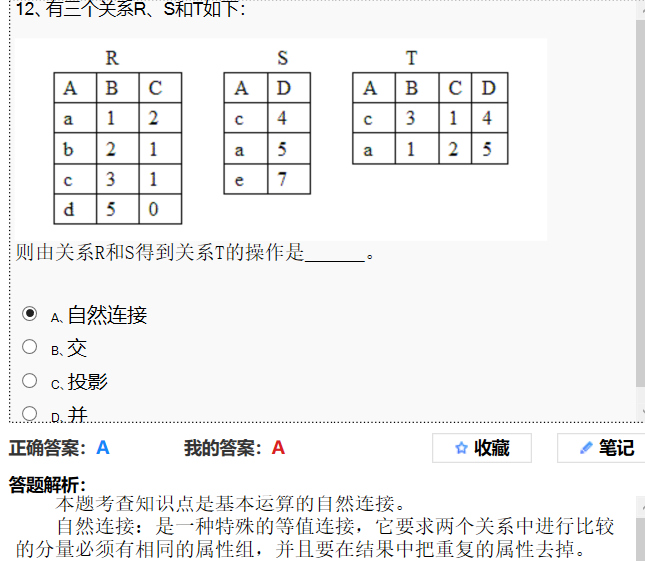 12、有三个关系R、S和T如下：
R S T
A B C A D A B C D
a 1 2 c 4 c 3 1 4
b 2 1 a 5 a 1 2 5
c 3 1 e 7
d 5 0
则由关系R和S得到关系T的操作是______。
A、自然连接
B、交
C、投影
D、并
正确答案：A 我的答案：A 收藏 笔记
答题解析：
本题考查知识点是基本运算的自然连接。
自然连接：是一种特殊的等值连接，它要求两个关系中进行比较
的分量必须有相同的属性组，并且要在结果中把重复的属性去掉。